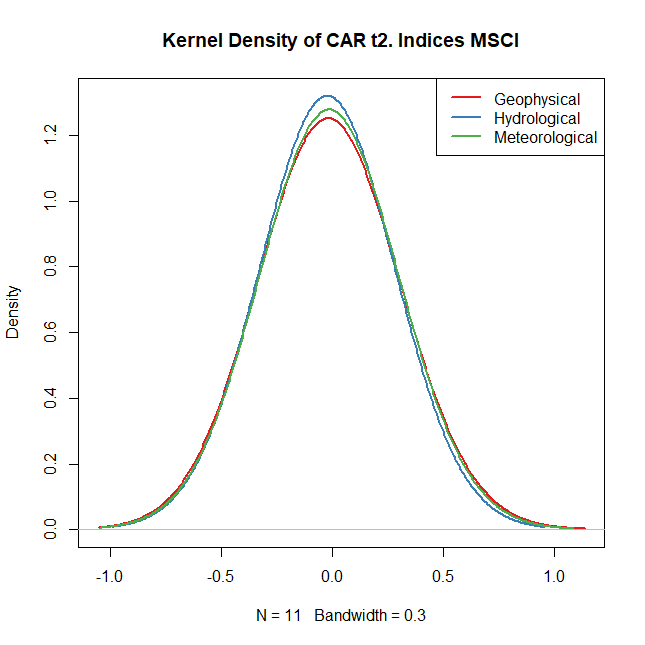 Kernel Density of CAR t2. Indices MSCI
Geophysical
Hydrological
Meteorological
Density
1.2
1.0
0.8
0.6
0.4
0.2
0.0
-1.0 -0.5 0.0 0.5 1.0
N = 11 Bandwidth = 0.3